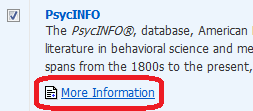 PsycINFO
The PsycINFO®, database, American
literature in behavioral science and me
spans from the 1800s to the present,
More Information